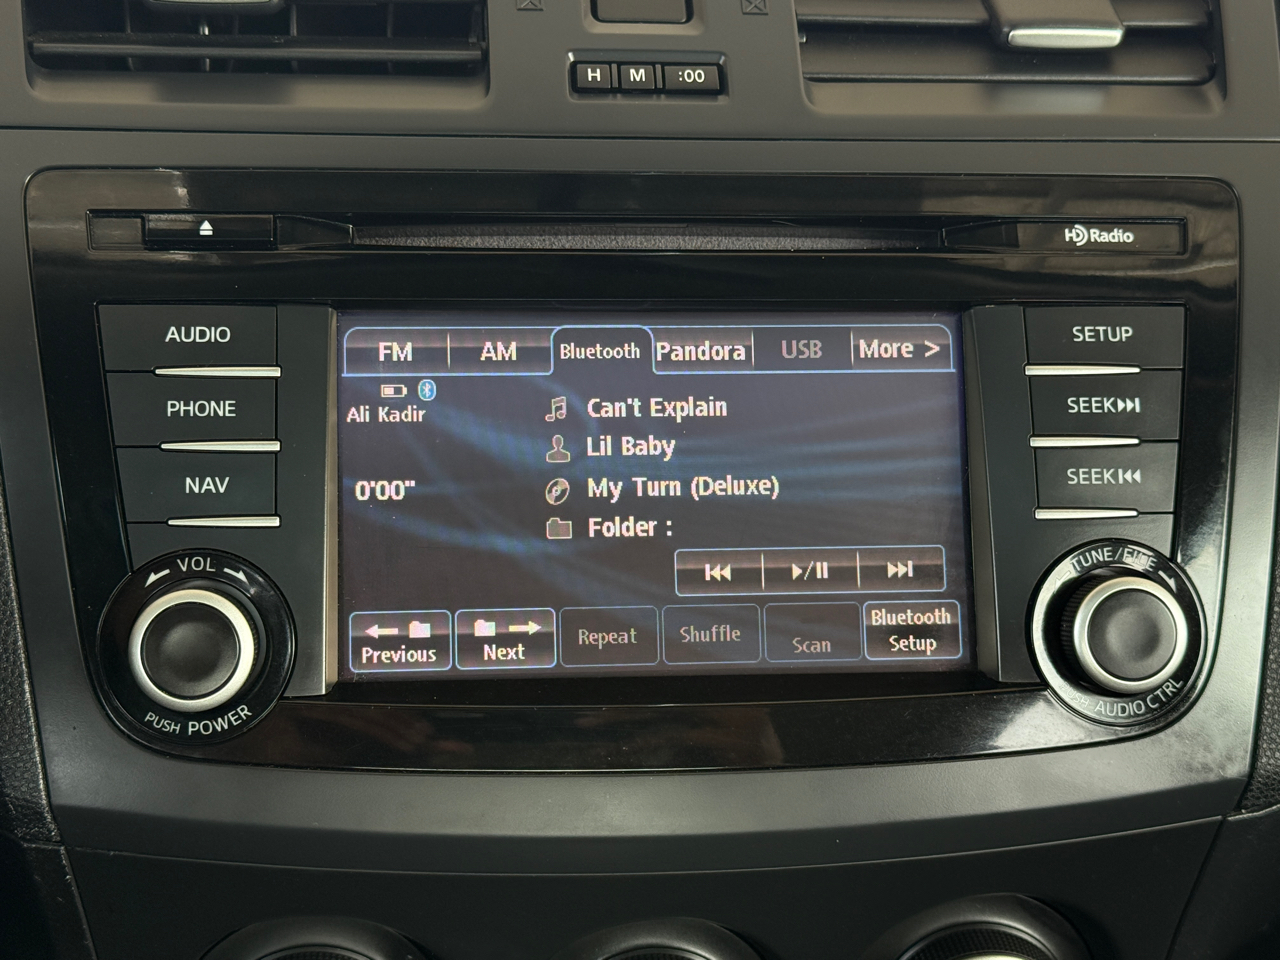 H M :00
HD Radio
AUDIO
PHONE
NAV
VOL
PUSH POWER
FM AM Bluetooth Pandora USB More >
Ali Kadir
Can't Explain
Lil Baby
0'00"
My Turn (Deluxe)
Folder :
Previous Next Repeat Shuffle Scan Bluetooth Setup
SETUP
SEEK
SEEK
TUNE/FILE
AUDIO CTRL